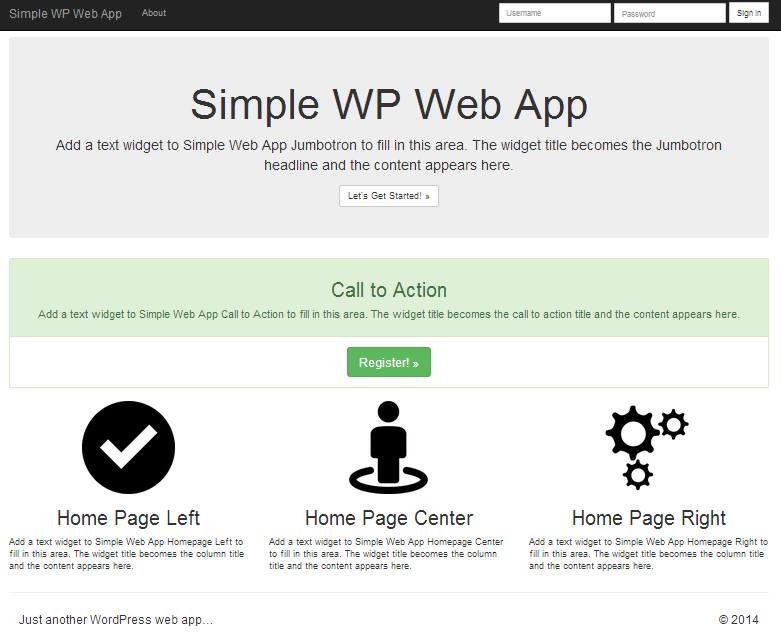 Simple WP Web App About Username Password Sign in
Simple WP Web App
Add a text widget to Simple Web App Jumbotron to fill in this area. The widget title becomes the Jumbotron
headline and the content appears here.
Let's Get Started! »
Call to Action
Add a text widget to Simple Web App Call to Action to fill in this area. The widget title becomes the call to action title and the content appears here.
Register! »
Home Page Left
Add a text widget to Simple Web App Homepage Left to
fill in this area. The widget title becomes the column title
and the content appears here.
Home Page Center
Add a text widget to Simple Web App Homepage Center
to fill in this area. The widget title becomes the column
title and the content appears here.
Home Page Right
Add a text widget to Simple Web App Homepage Right to
fill in this area. The widget title becomes the column title
and the content appears here.
Just another WordPress web app... © 2014